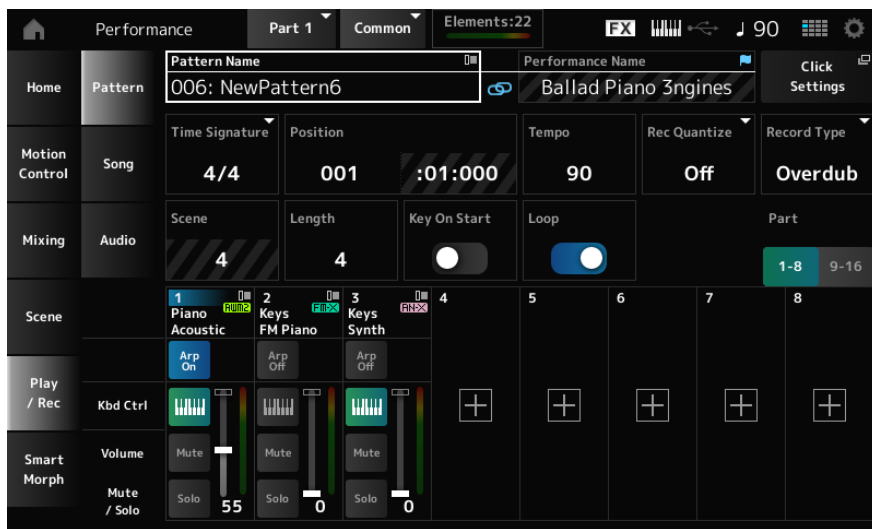 Performance
Part 1
Common
Elements:22
FX
90
Home
Pattern
Pattern Name
006: NewPattern6
Performance Name
Ballad Piano 3ngines
Click
Settings
Motion
Control
Song
Time Signature
4/4
Position
001
:01:000
Tempo
90
Rec Quantize
Off
Record Type
Overdub
Mixing
Audio
Scene
4
Length
4
Key On Start
Loop
Part
1-8
9-16
Scene
1
AWM2
Piano
Acoustic
2
FM-X
Keys
FM Piano
3
AN-X
Keys
Synth
4
5
6
7
8
Arp
On
Arp
Off
Arp
Off
Play
/ Rec
Kbd Ctrl
Smart
Morph
Volume
Mute
Mute
Mute
Mute
/ Solo
Solo
55
Solo
0
Solo
0